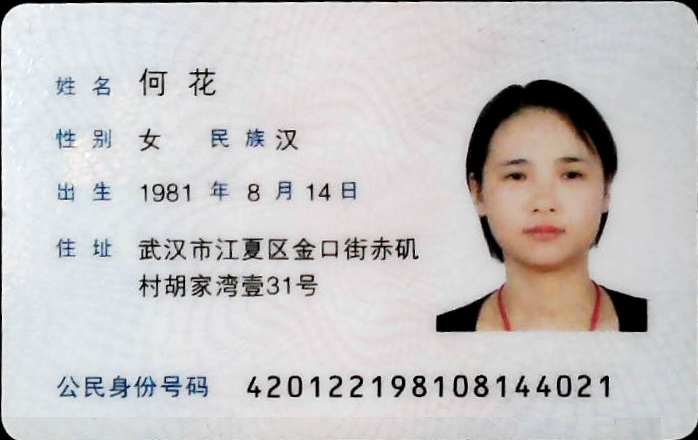 姓名 何花
性别 女 民族 汉
出生 1981 年 8 月 14 日
住址 武汉市江夏区金口街赤矶
村胡家湾壹31号
公民身份号码 420122198108144021